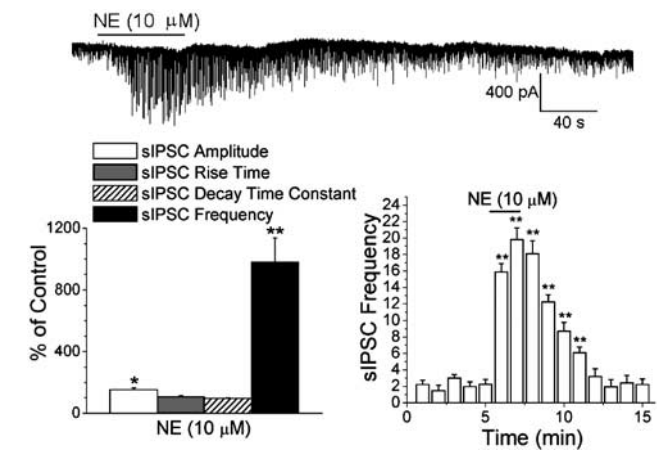 NE (10 μM)
400 pA
40 s
sIPSC Amplitude
sIPSC Rise Time
sIPSC Decay Time Constant
sIPSC Frequency
% of Control
1200
800
400
0
*
**
NE (10 μM)
sIPSC Frequency
24
22
20
18
16
14
12
10
8
6
4
2
0
NE (10 μM)
**
**
**
**
**
**
0
5
10
15
Time (min)